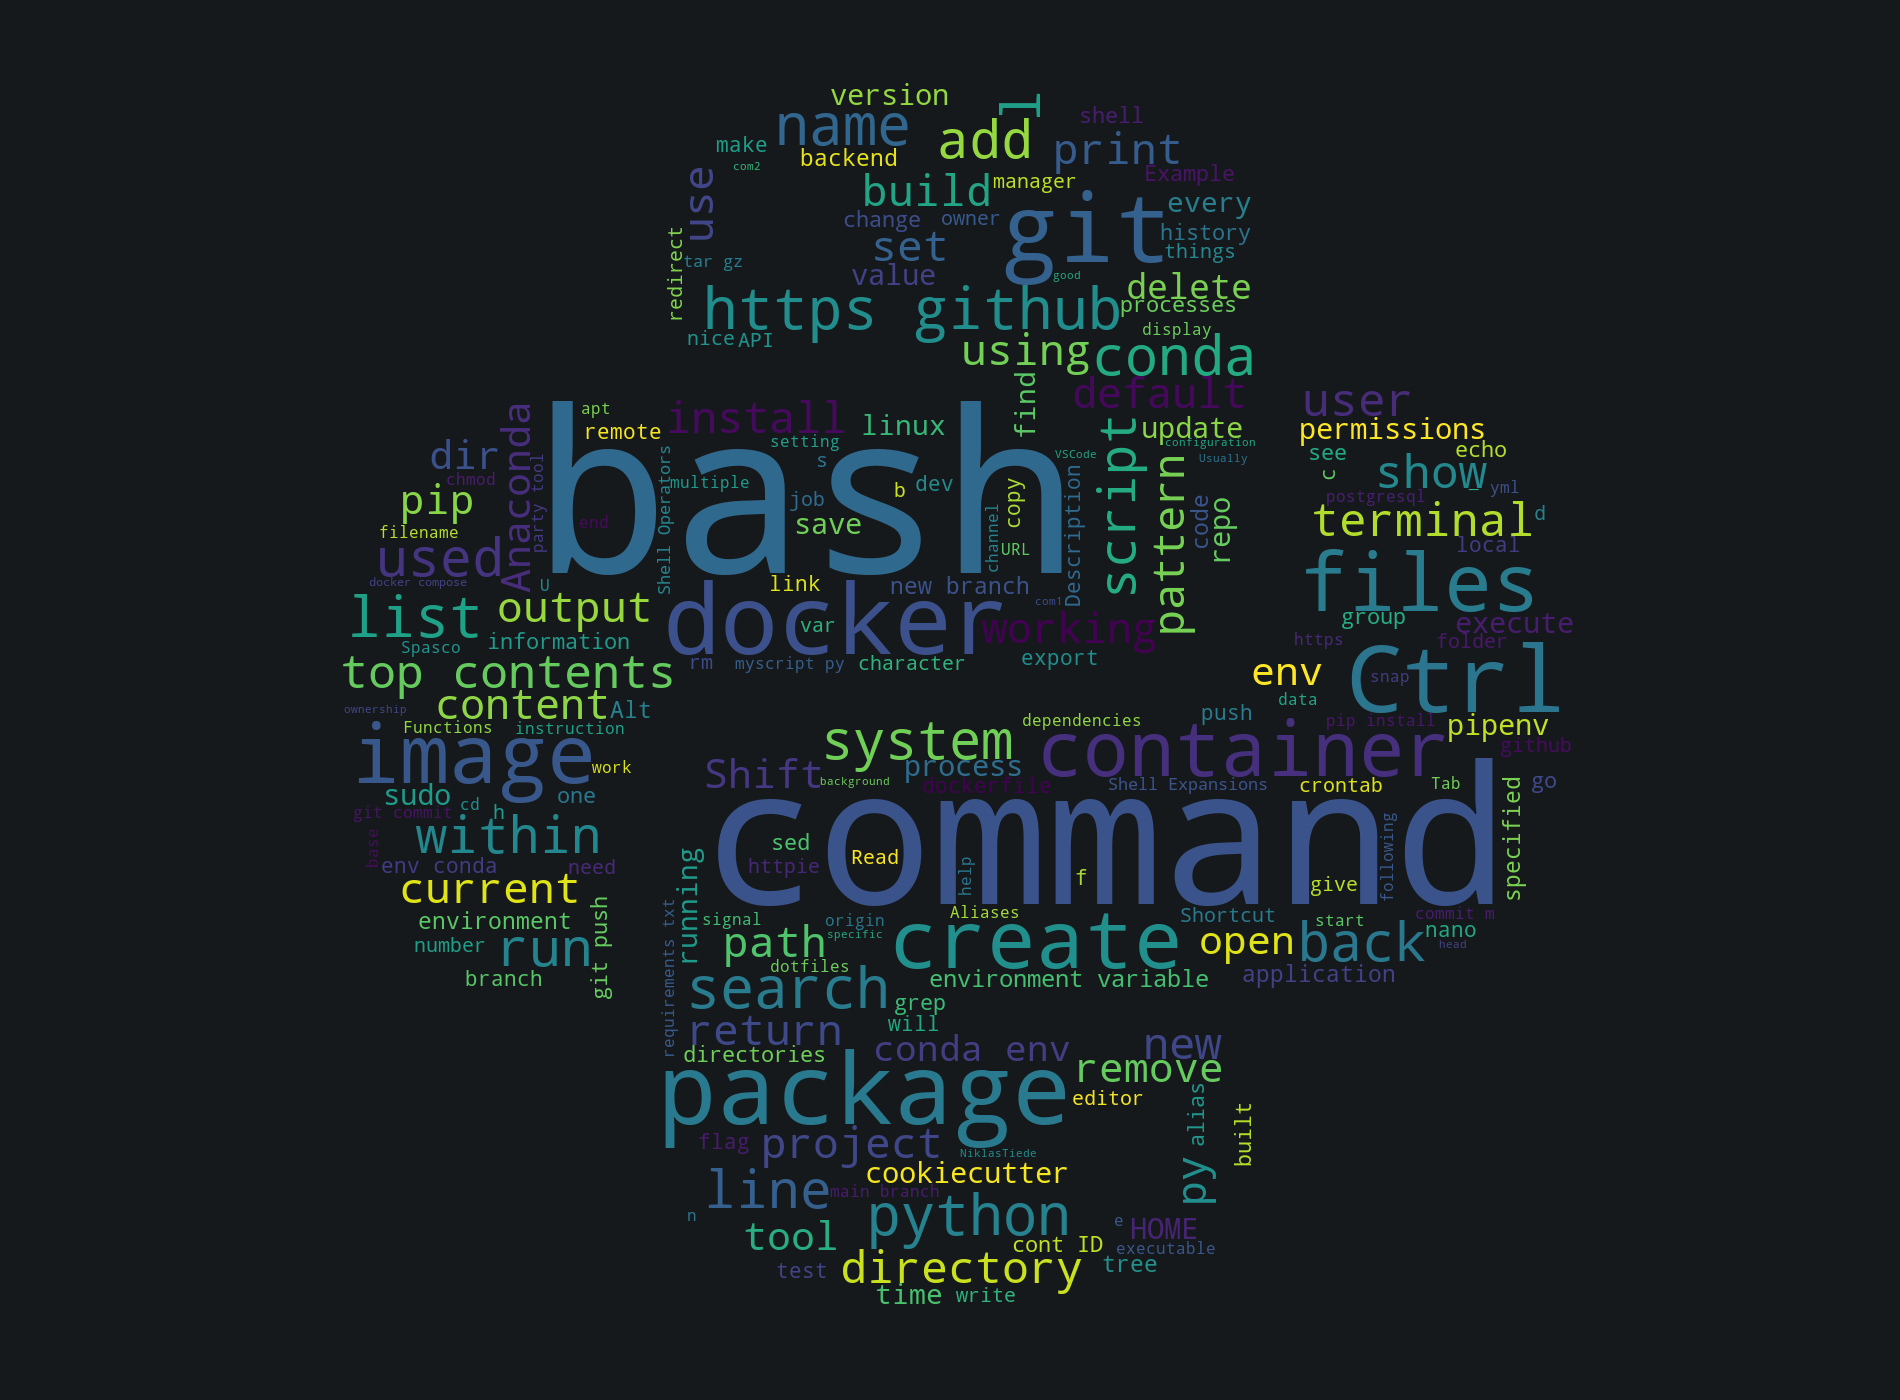 version
name
add
l
shell
make
backend
print
com2
use
build
manager
Example
git
every
change
owner
history
set
things
redirect
tar gz
value
good
delete
https github
processes
display
nice
API
using
conda
find
default
user
bash
apt
install
linux
remote
setting
script
update
permissions
configuration
dir
Anaconda
party tool
chmod
Shell Operators
s
VSCode
Usually
see
echo
c
show
pip
multiple
job
b
dev
copy
Description
pattern
code
repo
postgresql
_ yml
filename
end
save
channel
URL
terminal
d
used
local
docker compose
U
link
new branch
files
list
output
docker
com1
group
Spasco
information
var
working
execute
https
folder
top contents
rm
myscript py
character
export
env
snap
Ctrl
content
Alt
data
ownership
Functions
instruction
system
dependencies
push
pip install
pipenv
image
work
Shift
process
container
github
background
dockerfile
Shell Expansions
crontab
Tab
go
sudo
cd
h
one
git commit
command
specified
within
base
sed
httpie
Read
help
f
give
following
env conda
need
running
current
environment
git push
requirements txt
signal
origin
Aliases
create
Shortcut
start
commit m
number
run
path
specific
open
back
nano
head
branch
dotfiles
search
environment variable
application
grep
will
return
directories
conda env
new
remove
package
editor
alias
built
flag
project
NiklasTiede
cookiecutter
py
line
main branch
n
python
e
HOME
tool
cont ID
executable
test
directory
tree
time
write